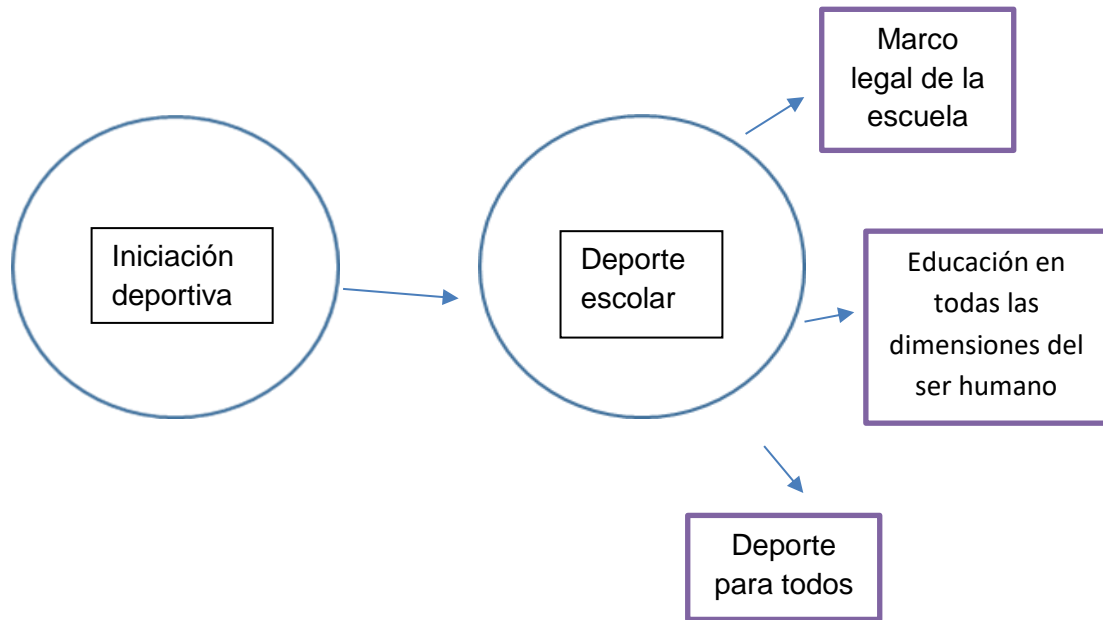 Marco
legal de la
escuela
Iniciación
deportiva
Deporte
escolar
Educación en
todas las
dimensiones del
ser humano
Deporte
para todos